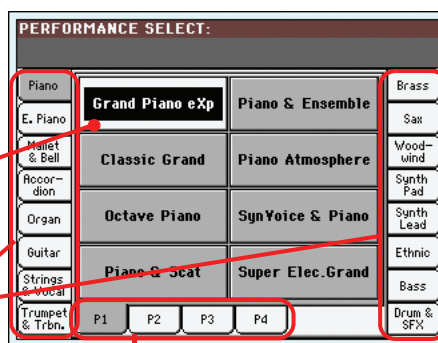 PERFORMANCE SELECT:
Piano
E. Piano
Mallet
& Bell
Accor-
dion
Organ
Guitar
Strings
& Vocal
Trumpet
& Trbn.
Grand Piano eXp
Piano & Ensemble
Classic Grand
Piano Atmosphere
Octave Piano
SynVoice & Piano
Piano & Scat
Super Elec.Grand
P1
P2
P3
P4
Brass
Sax
Wood-
wind
Synth
Pad
Synth
Lead
Ethnic
Bass
Drum &
SFX